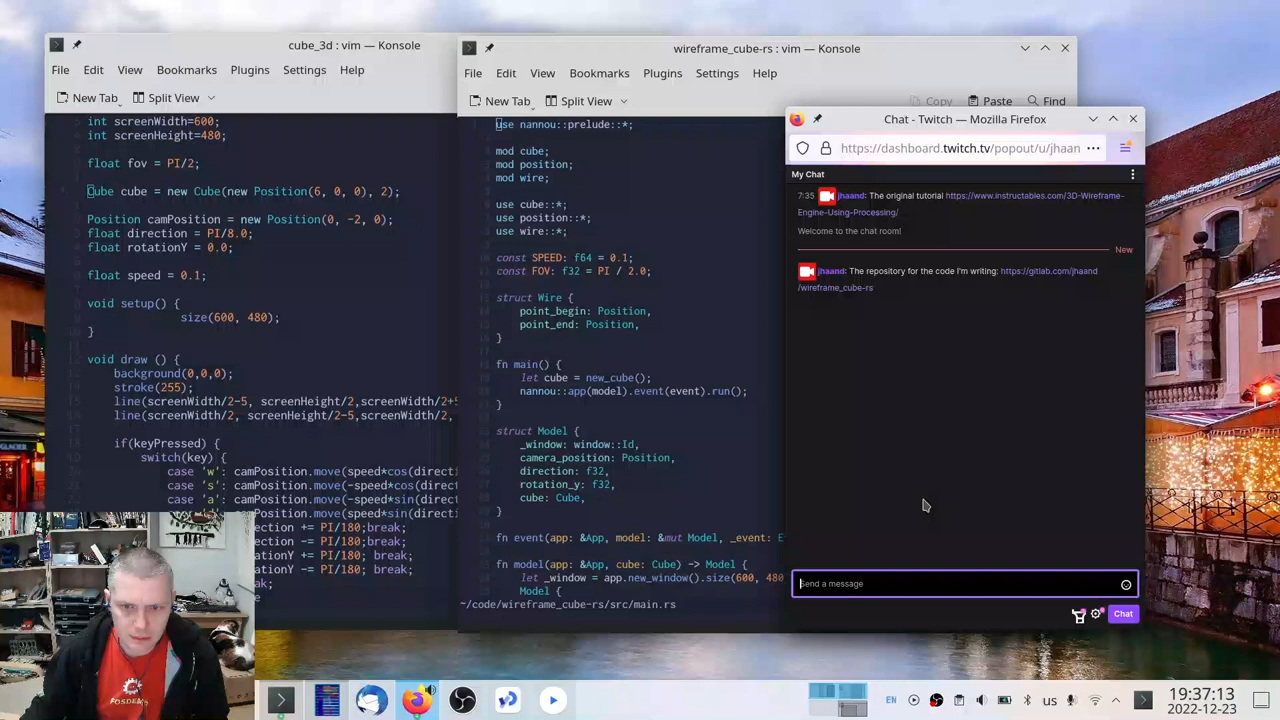 cube_3d : vim — Konsole
File Edit View Bookmarks Plugins Settings Help
New Tab Split View
int screenWidth=600;
int screenHeight=480;
float fov = PI/2;
Cube cube = new Cube(new Position(6, 0, 0), 2);
Position camPosition = new Position(0, -2, 0);
float direction = PI/8.0;
float rotationY = 0.0;
float speed = 0.1;
void setup() {
size(600, 480);
}
void draw () {
background(0,0,0);
stroke(255);
line(screenWidth/2-5, screenHeight/2,screenWidth/2+5
line(screenWidth/2, screenHeight/2-5,screenWidth/2,
if(keyPressed) {
switch(key) {
case 'w': camPosition.move(speed*cos(direct
case 's': camPosition.move(-speed*cos(direc
case 'a': camPosition.move(speed*sin(direct
Position.move(-speed*sin(direc
ection += PI/180;break;
ection -= PI/180;break;
ationY += PI/180; break;
ationY -= PI/180; break;
k;
wireframe_cube-rs : vim — Konsole
File Edit View Bookmarks Plugins Settings Help
New Tab Split View Copy Paste Find
use nannou::prelude::*;
mod cube;
mod position;
mod wire;
use cube::*;
use position::*;
use wire::*;
const SPEED: f64 = 0.1;
const FOV: f32 = PI / 2.0;
struct Wire {
point_begin: Position,
point_end: Position,
}
fn main() {
let cube = new_cube();
nannou::app(model).event(event).run();
}
struct Model {
_window: window::Id,
camera_position: Position,
direction: f32,
rotation_y: f32,
cube: Cube,
}
fn event(app: &App, model: &mut Model, _event: E
fn model(app: &App, cube: Cube) -> Model {
let _window = app.new_window().size(600, 480
Model {
~/code/wireframe_cube-rs/src/main.rs
Chat - Twitch — Mozilla Firefox
https://dashboard.twitch.tv/popout/u/jhaan
My Chat
7:35 jhaand: The original tutorial https://www.instructables.com/3D-Wireframe-
Engine-Using-Processing/
Welcome to the chat room!
New
jhaand: The repository for the code I'm writing: https://gitlab.com/jhaand
/wireframe_cube-rs
Send a message
Chat
FOSDEM
EN us 19:37:13
2022-12-23